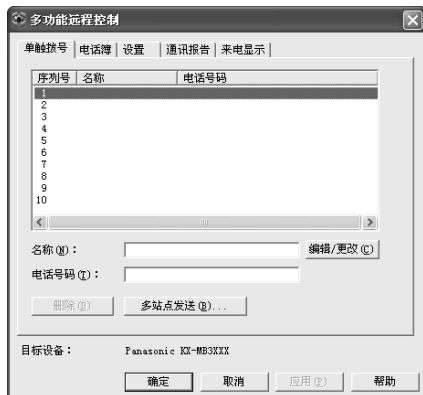 多功能远程控制
单触拨号 电话簿 设置 通讯报告 来电显示
序列号 名称 电话号码
1
2
3
4
5
6
7
8
9
10
名称(N)： 编辑/更改(C)
电话号码(T)：
删除(D) 多站点发送(B)...
目标设备： Panasonic KX-MB3XXX
确定 取消 应用(P) 帮助